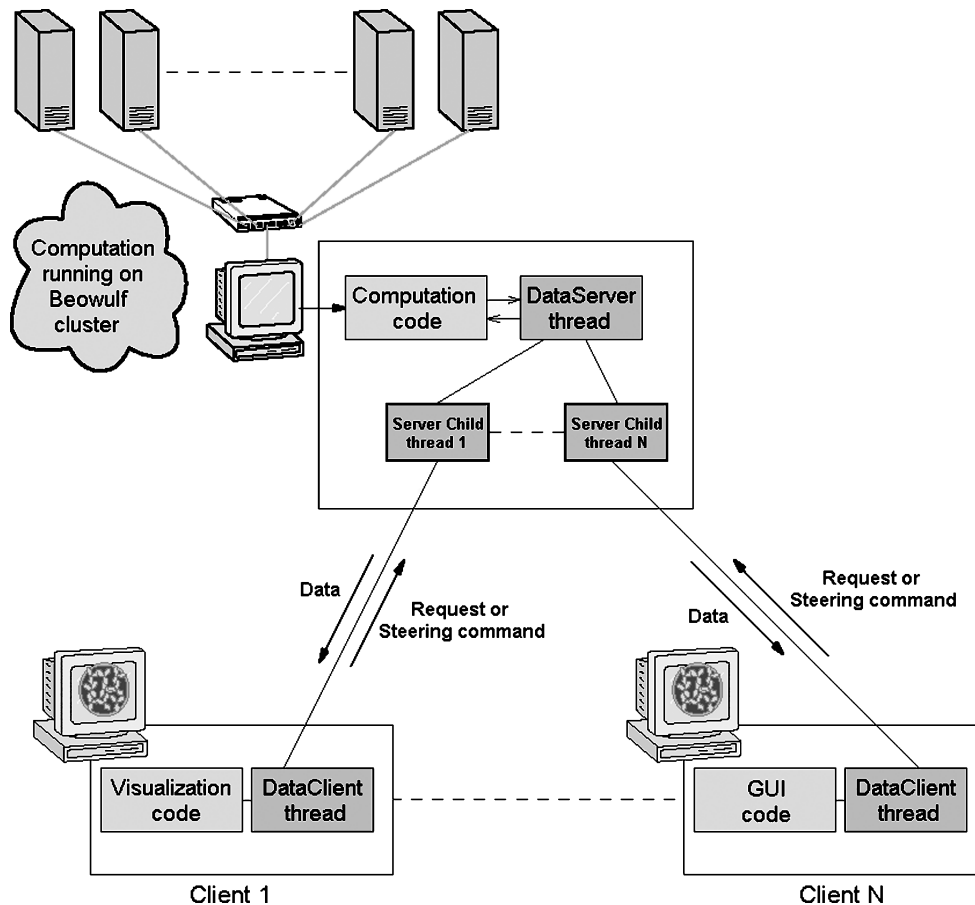 Computation
running on
Beowulf
cluster
Computation
code
DataServer
thread
Server Child
thread 1
Server Child
thread N
Data
Request or
Steering command
Data
Request or
Steering command
Visualization
code
DataClient
thread
GUI
code
DataClient
thread
Client 1
Client N